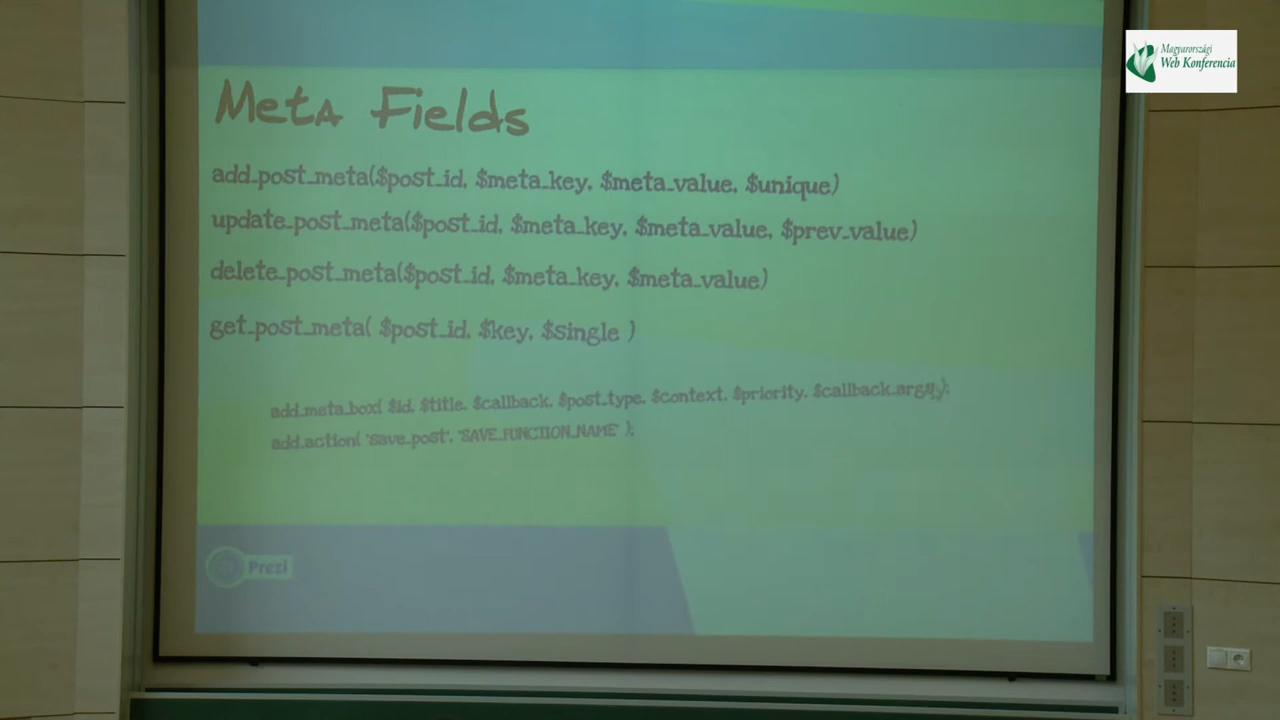 Magyarországi
Web Konferencia
Meta Fields
add_post_meta($post_id, $meta_key, $meta_value, $unique)
update_post_meta($post_id, $meta_key, $meta_value, $prev_value)
delete_post_meta($post_id, $meta_key, $meta_value)
get_post_meta( $post_id, $key, $single )
add_meta_box( $id, $title, $callback, $post_type, $context, $priority,
add_action( 'save_post', 'SAVE_FUNCTION_NAME' );
Prezi